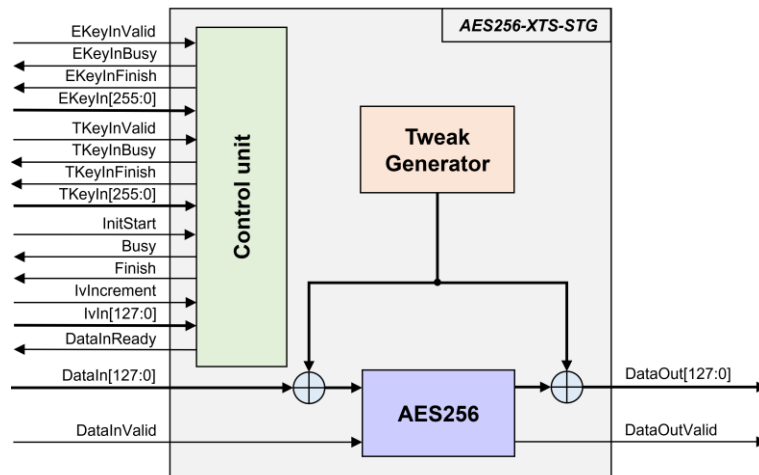 AES256-XTS-STG
EKeyInValid
EKeyInBusy
EKeyInFinish
EKeyIn[255:0]
TKeyInValid
TKeyInBusy
TKeyInFinish
TKeyIn[255:0]
InitStart
Busy
Finish
IvIncrement
IvIn[127:0]
DataInReady
DataIn[127:0]
DataInValid
Control unit
Tweak
Generator
AES256
DataOut[127:0]
DataOutValid